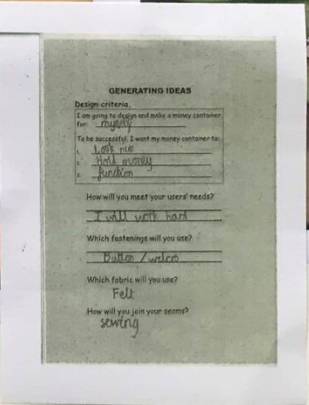 GENERATING IDEAS
Design criteria.
I am going to design and make a money container
for: myself
To be successful, I want my money container to:
1. Look nice
2. Hold money
3. function
How will you meet your users' needs?
I will work hard
Which fastenings will you use?
Button / velcro
Which fabric will you use?
Felt
How will you join your seams?
sewing